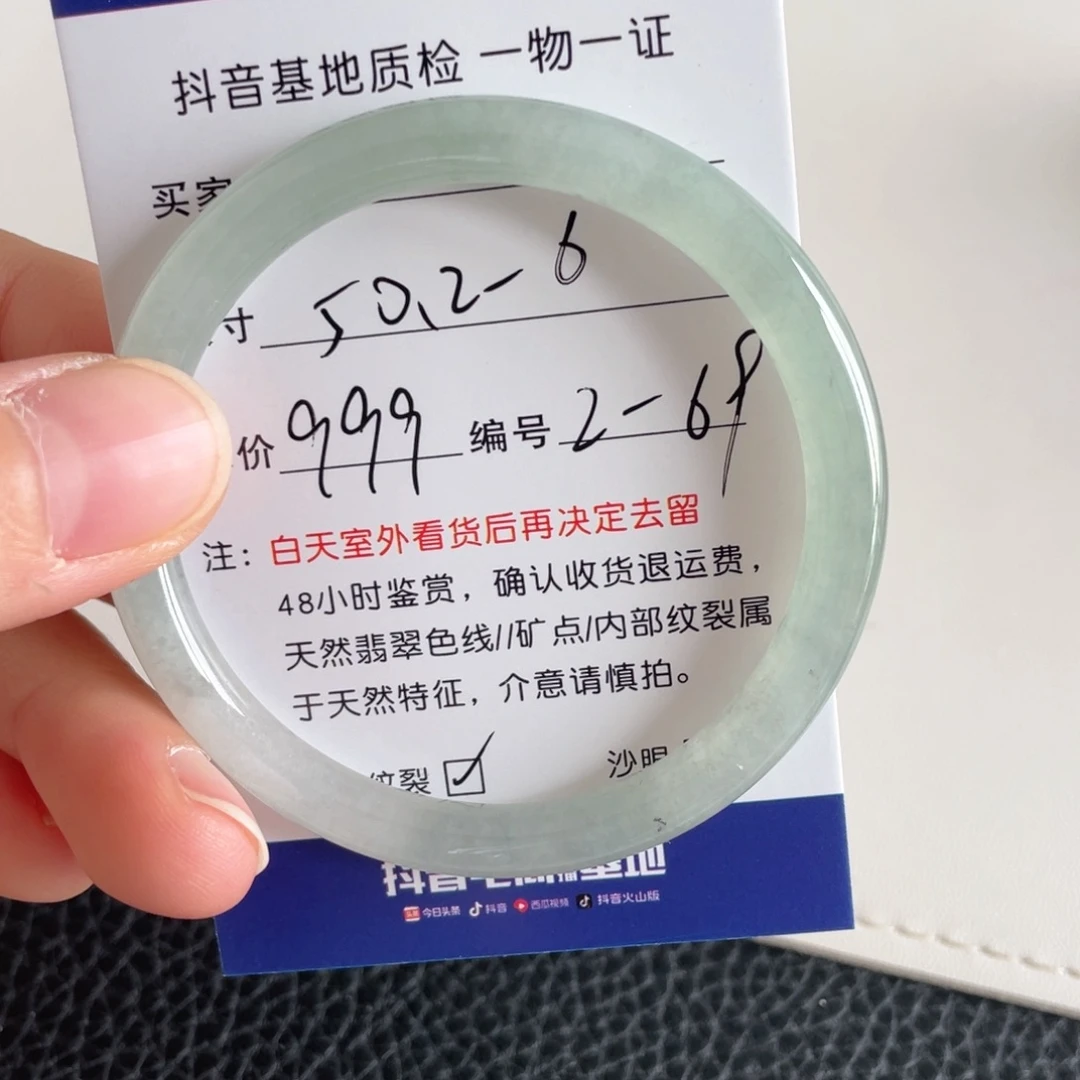 抖音基地质检 一物一证
买家
寸 50.2-6
价 999 编号 2-69
注：白天室外看货后再决定去留
48小时鉴赏，确认收货退运费，
天然翡翠色线//矿点/内部纹裂属
于天然特征，介意请慎拍。
纹裂 ☑ 沙眼
今日头条 抖音 西瓜视频 抖音火山版